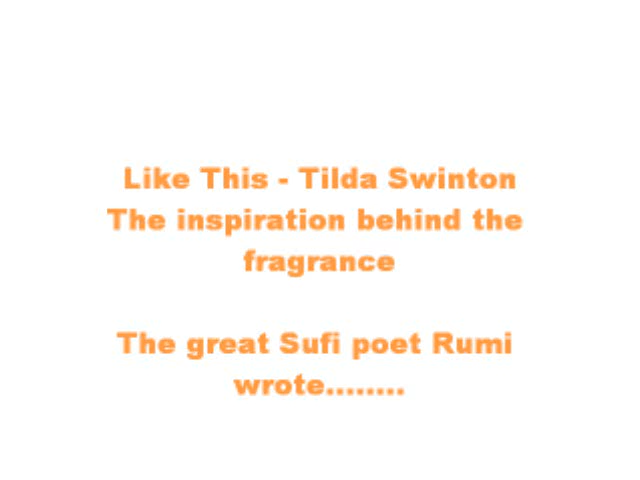 Like This - Tilda Swinton
The inspiration behind the
fragrance
The great Sufi poet Rumi
wrote........